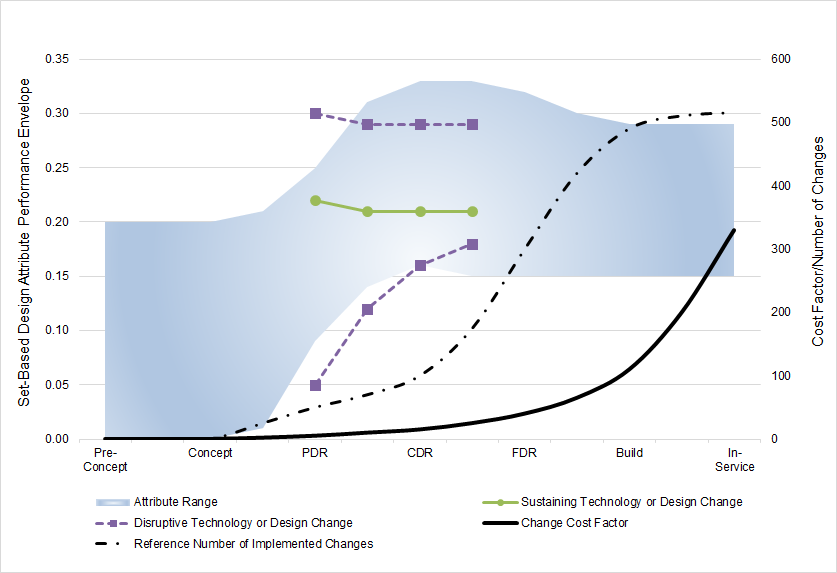 0.35
0.30
0.25
0.20
0.15
0.10
0.05
0.00
Set-Based Design Attribute Performance Envelope
600
500
400
300
200
100
0
Cost Factor/Number of Changes
Pre-
Concept
Concept
PDR
CDR
FDR
Build
In-
Service
Attribute Range
Sustaining Technology or Design Change
Disruptive Technology or Design Change
Change Cost Factor
Reference Number of Implemented Changes